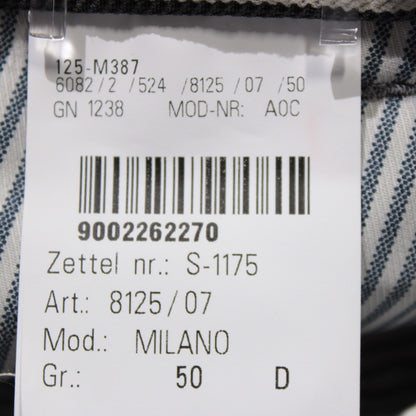 125-M387
6082/2 /524 /8125 /07 /50
GN 1238 MOD-NR: A0C
9002262270
Zettel nr.: S-1175
Art.: 8125/07
Mod.: MILANO
Gr.: 50 D